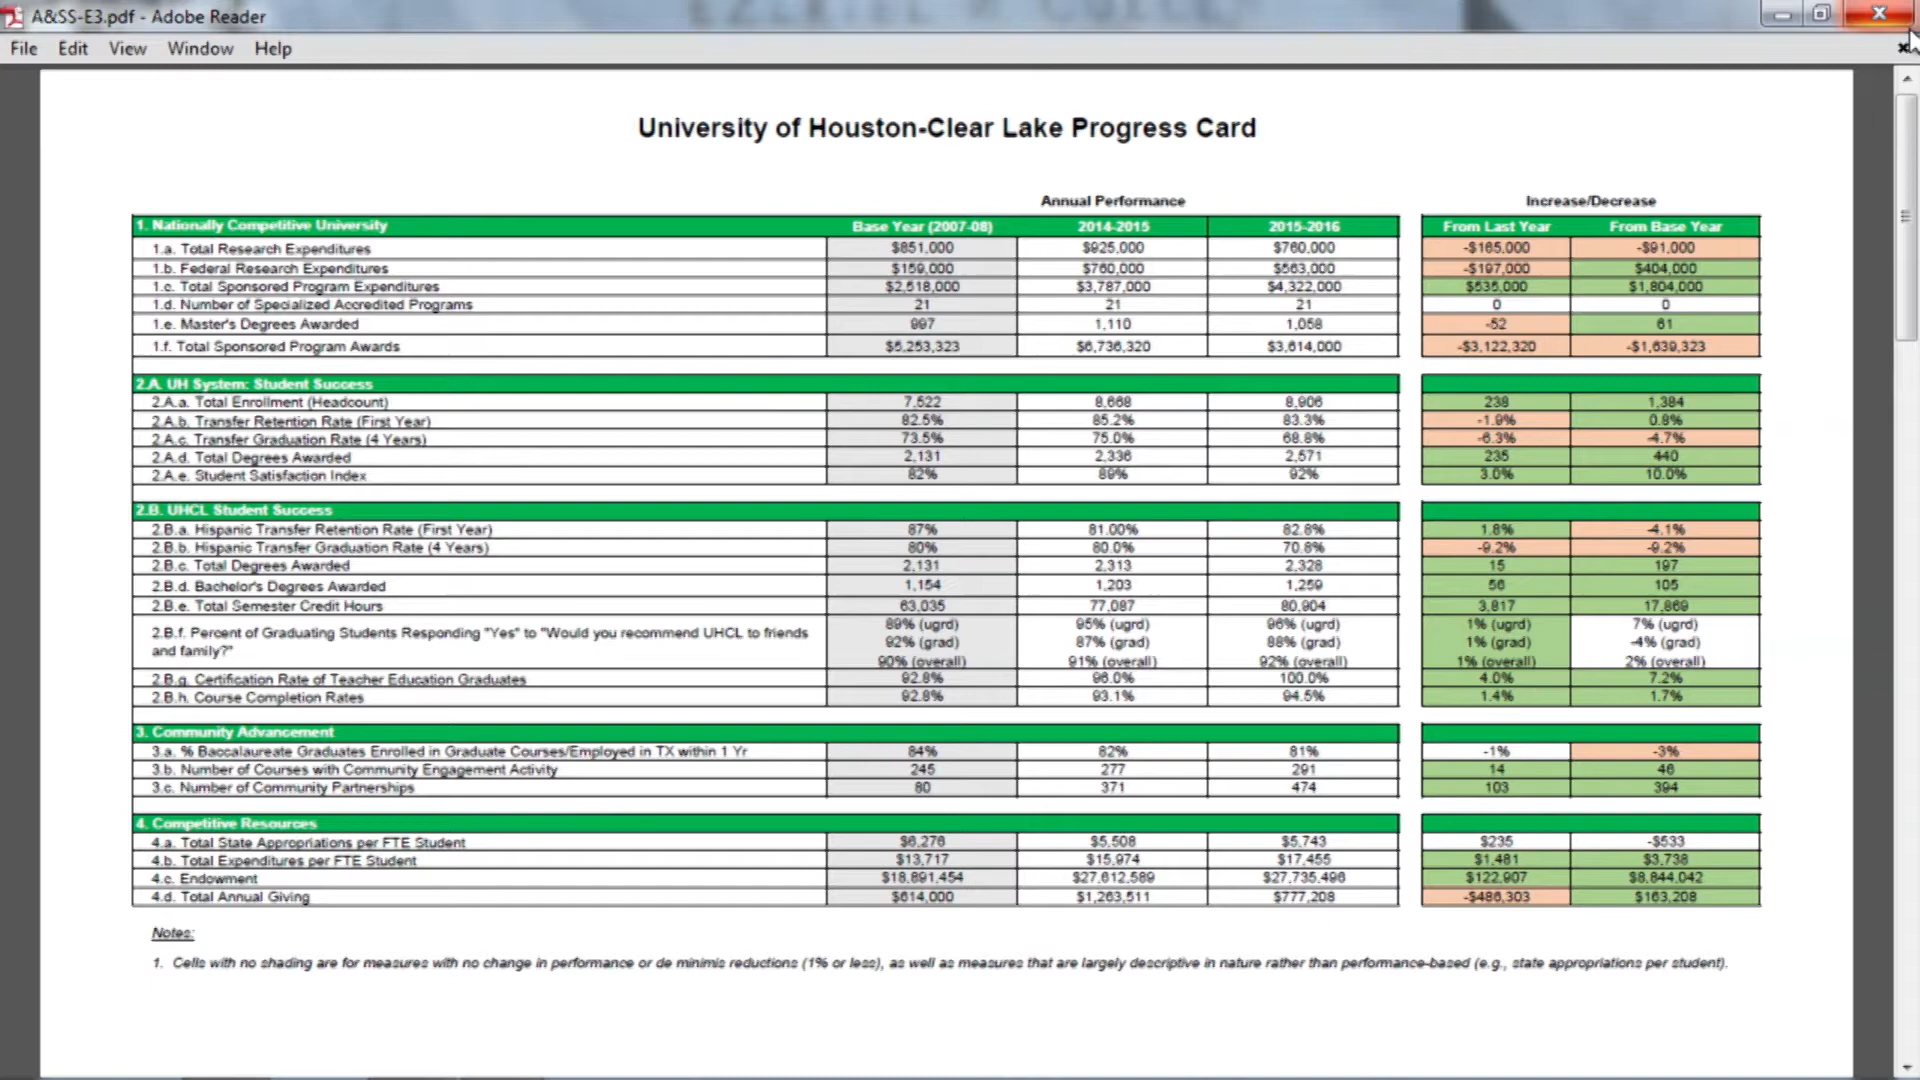 A&SS-E3.pdf - Adobe Reader
File Edit View Window Help
University of Houston-Clear Lake Progress Card
Annual Performance Increase/Decrease
1. Nationally Competitive University Base Year (2007-08) 2014-2015 2015-2016 From Last Year From Base Year
1.a. Total Research Expenditures $851,000 $925,000 $760,000 -$165,000 -$91,000
1.b. Federal Research Expenditures $159,000 $760,000 $563,000 -$197,000 $404,000
1.c. Total Sponsored Program Expenditures $2,518,000 $3,787,000 $4,322,000 $535,000 $1,804,000
1.d. Number of Specialized Accredited Programs 21 21 21 0 0
1.e. Master's Degrees Awarded 997 1,110 1,058 -52 61
1.f. Total Sponsored Program Awards $5,253,323 $6,736,320 $3,614,000 -$3,122,320 -$1,639,323
2.A. UH System: Student Success
2.A.a. Total Enrollment (Headcount) 7,522 8,668 8,906 238 1,384
2.A.b. Transfer Retention Rate (First Year) 82.5% 85.2% 83.3% -1.9% 0.8%
2.A.c. Transfer Graduation Rate (4 Years) 73.5% 75.0% 68.8% -6.3% -4.7%
2.A.d. Total Degrees Awarded 2,131 2,336 2,571 235 440
2.A.e. Student Satisfaction Index 82% 89% 92% 3.0% 10.0%
2.B. UHCL Student Success
2.B.a. Hispanic Transfer Retention Rate (First Year) 87% 81.00% 82.8% 1.8% -4.1%
2.B.b. Hispanic Transfer Graduation Rate (4 Years) 80% 80.0% 70.8% -9.2% -9.2%
2.B.c. Total Degrees Awarded 2,131 2,313 2,328 15 197
2.B.d. Bachelor's Degrees Awarded 1,154 1,203 1,259 56 105
2.B.e. Total Semester Credit Hours 63,035 77,087 80,904 3,817 17,869
2.B.f. Percent of Graduating Students Responding "Yes" to "Would you recommend UHCL to friends and family?"
89% (ugrd) 95% (ugrd) 96% (ugrd) 1% (ugrd) 7% (ugrd)
92% (grad) 87% (grad) 88% (grad) 1% (grad) -4% (grad)
90% (overall) 91% (overall) 92% (overall) 1% (overall) 2% (overall)
2.B.g. Certification Rate of Teacher Education Graduates 92.8% 96.0% 100.0% 4.0% 7.2%
2.B.h. Course Completion Rates 92.8% 93.1% 94.5% 1.4% 1.7%
3. Community Advancement
3.a. % Baccalaureate Graduates Enrolled in Graduate Courses/Employed in TX within 1 Yr 84% 82% 81% -1% -3%
3.b. Number of Courses with Community Engagement Activity 245 277 291 14 46
3.c. Number of Community Partnerships 80 371 474 103 394
4. Competitive Resources
4.a. Total State Appropriations per FTE Student $6,276 $5,508 $5,743 $235 -$533
4.b. Total Expenditures per FTE Student $13,717 $15,974 $17,455 $1,481 $3,738
4.c. Endowment $18,891,454 $27,612,589 $27,735,496 $122,907 $8,844,042
4.d. Total Annual Giving $614,000 $1,263,511 $777,208 -$486,303 $163,208
Notes:
1. Cells with no shading are for measures with no change in performance or de minimis reductions (1% or less), as well as measures that are largely descriptive in nature rather than performance-based (e.g., state appropriations per student).